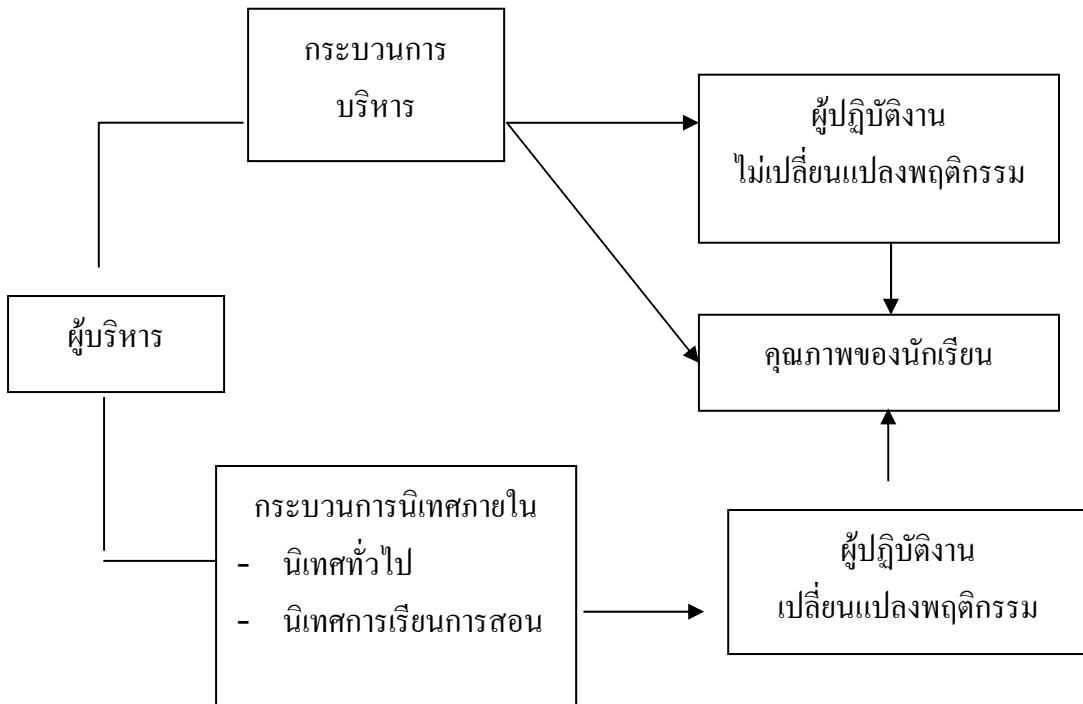 กระบวนการ
บริหาร
ผู้ปฏิบัติงาน
ไม่เปลี่ยนแปลงพฤติกรรม
ผู้บริหาร
คุณภาพของนักเรียน
กระบวนการนิเทศภายใน
- นิเทศทั่วไป
- นิเทศการเรียนการสอน
ผู้ปฏิบัติงาน
เปลี่ยนแปลงพฤติกรรม